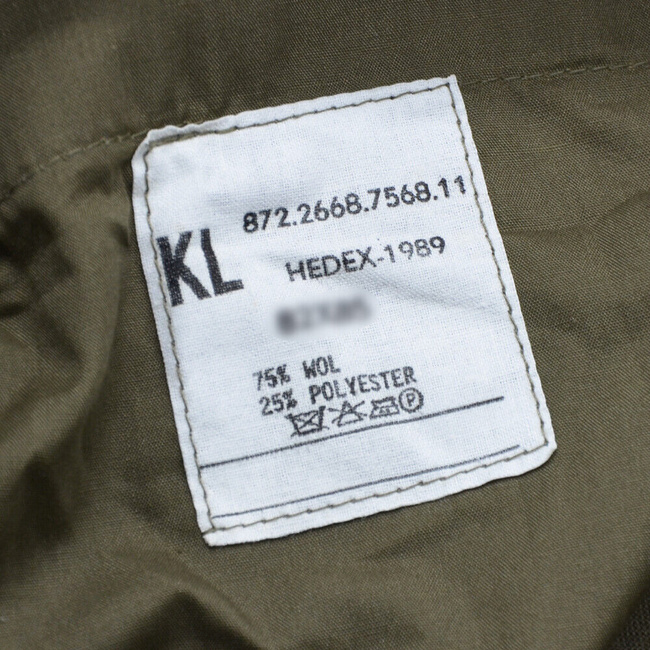 872.2668.7568.11
KL
HEDEX-1989
75% WOL
25% POLYESTER
P